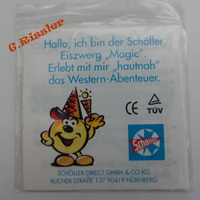 C.Kissler
Hallo, ich bin der Schöller
Eiszwerg „Magic".
Erlebt mit mir „hautnah"
das Western-Abenteuer.
CE
TÜV
Schöller
SCHÖLLER DIRECT GMBH & CO KG
BUCHER STRAßE 137 90419 NÜRNBERG